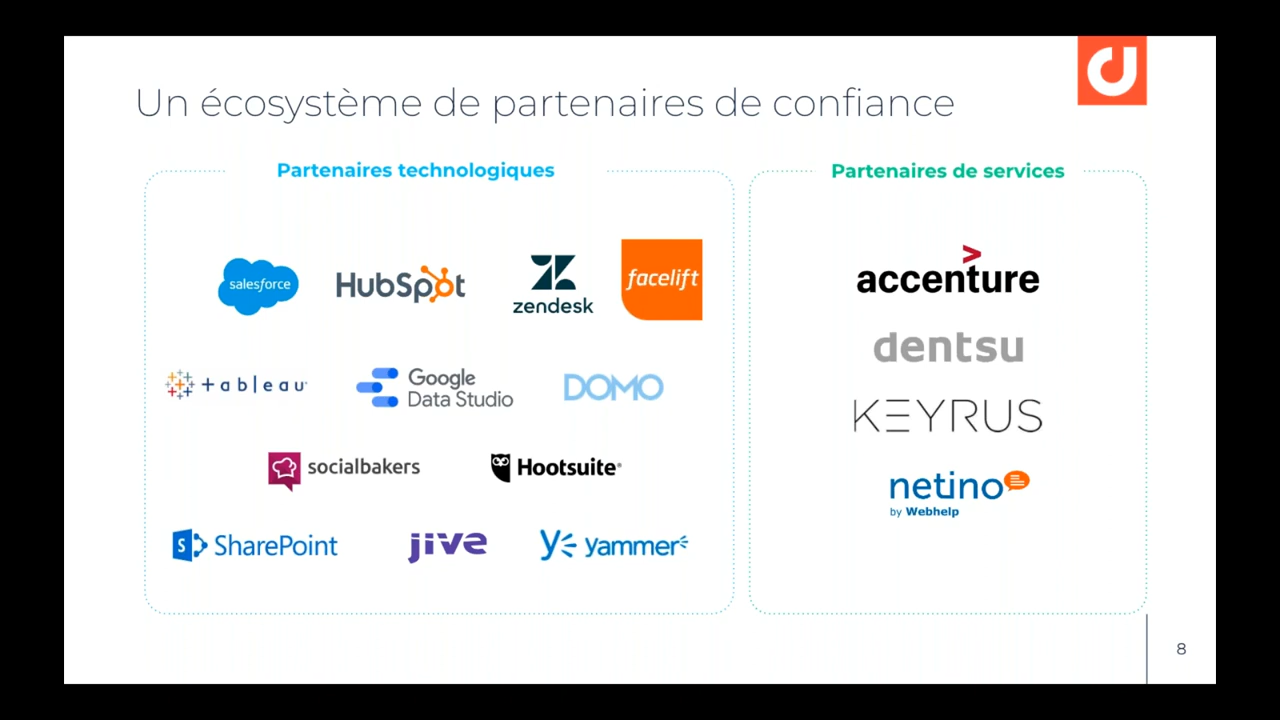 Un écosystème de partenaires de confiance
Partenaires technologiques
salesforce
HubSpot
zendesk
facelift
tableau
Google
Data Studio
DOMO
socialbakers
Hootsuite®
SharePoint
jive
yammer
Partenaires de services
accenture
dentsu
KEYRUS
netino
by Webhelp
8